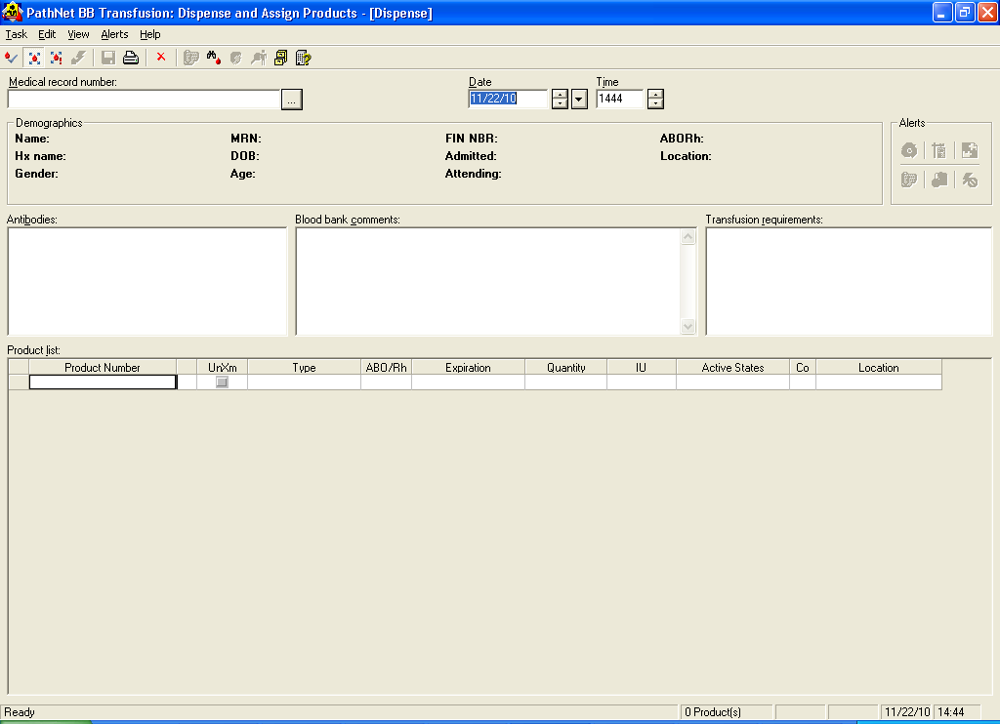 PathNet BB Transfusion: Dispense and Assign Products - [Dispense]
Task Edit View Alerts Help
Medical record number: Date Time
... 11/22/10 1444
Demographics Alerts
Name: MRN: FIN NBR: ABORh:
Hx name: DOB: Admitted: Location:
Gender: Age: Attending:
Antibodies: Blood bank comments: Transfusion requirements:
Product list:
Product Number UnXm Type ABO/Rh Expiration Quantity IU Active States Co Location
Ready 0 Product(s) 11/22/10 14:44